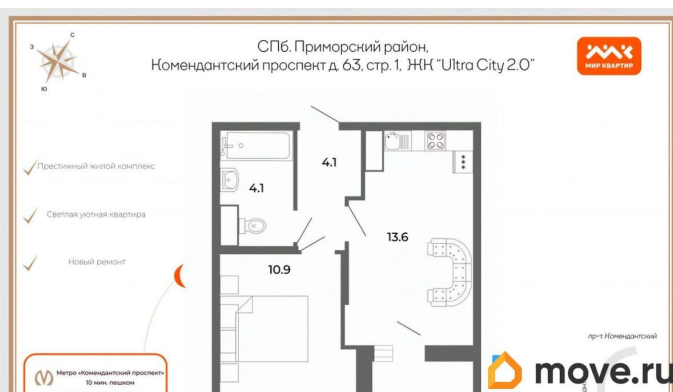 СПб. Приморский район,
Комендантский проспект д. 63, стр. 1, ЖК "Ultra City 2.0"
МИР КВАРТИР
с
з
в
ю
Престижный жилой комплекс
Светлая уютная квартира
Новый ремонт
4.1
4.1
13.6
10.9
пр-т Комендантский
Метро «Комендантский проспект»
10 мин. пешком
move.ru